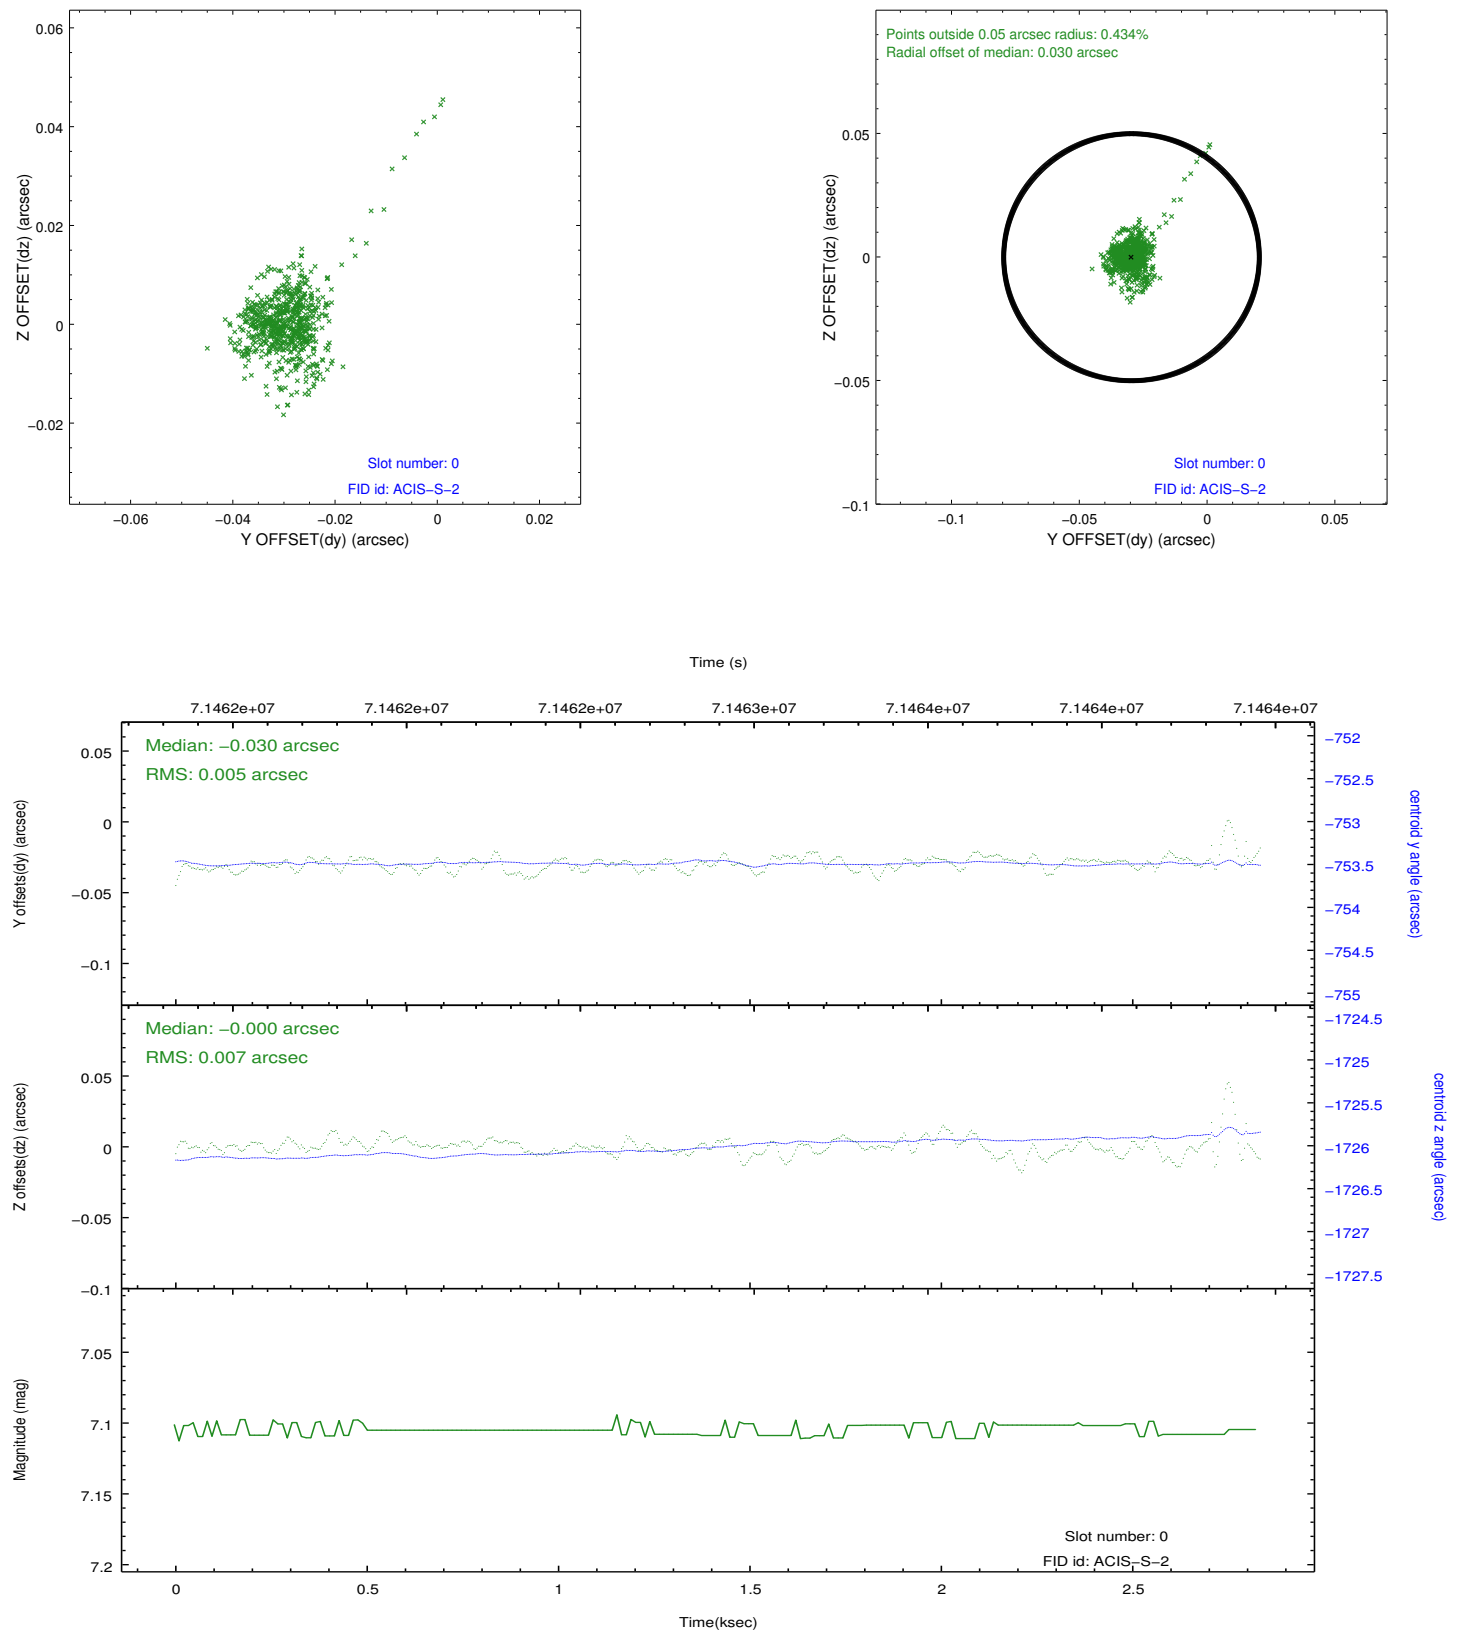 0.06
0.04
0.02
0
−0.02
Z OFFSET(dz) (arcsec)
Slot number: 0
FID id: ACIS−S−2
−0.06
−0.04
−0.02
0
0.02
Y OFFSET(dy) (arcsec)
Points outside 0.05 arcsec radius: 0.434%
Radial offset of median: 0.030 arcsec
0.05
0
−0.05
−0.1
Z OFFSET(dz) (arcsec)
Slot number: 0
FID id: ACIS−S−2
−0.1
−0.05
0
0.05
Y OFFSET(dy) (arcsec)
Time (s)
7.1462e+07
7.1462e+07
7.1462e+07
7.1463e+07
7.1464e+07
7.1464e+07
7.1464e+07
Median: −0.030 arcsec
RMS: 0.005 arcsec
0.05
0
−0.05
−0.1
Y offsets(dy) (arcsec)
−752
−752.5
−753
−753.5
−754
−754.5
−755
centroid y angle (arcsec)
Median: −0.000 arcsec
RMS: 0.007 arcsec
0.05
0
−0.05
−0.1
Z offsets(dz) (arcsec)
−1724.5
−1725
−1725.5
−1726
−1726.5
−1727
−1727.5
centroid z angle (arcsec)
7.05
7.1
7.15
7.2
Magnitude (mag)
Slot number: 0
FID id: ACIS−S−2
0
0.5
1
1.5
2
2.5
Time(ksec)